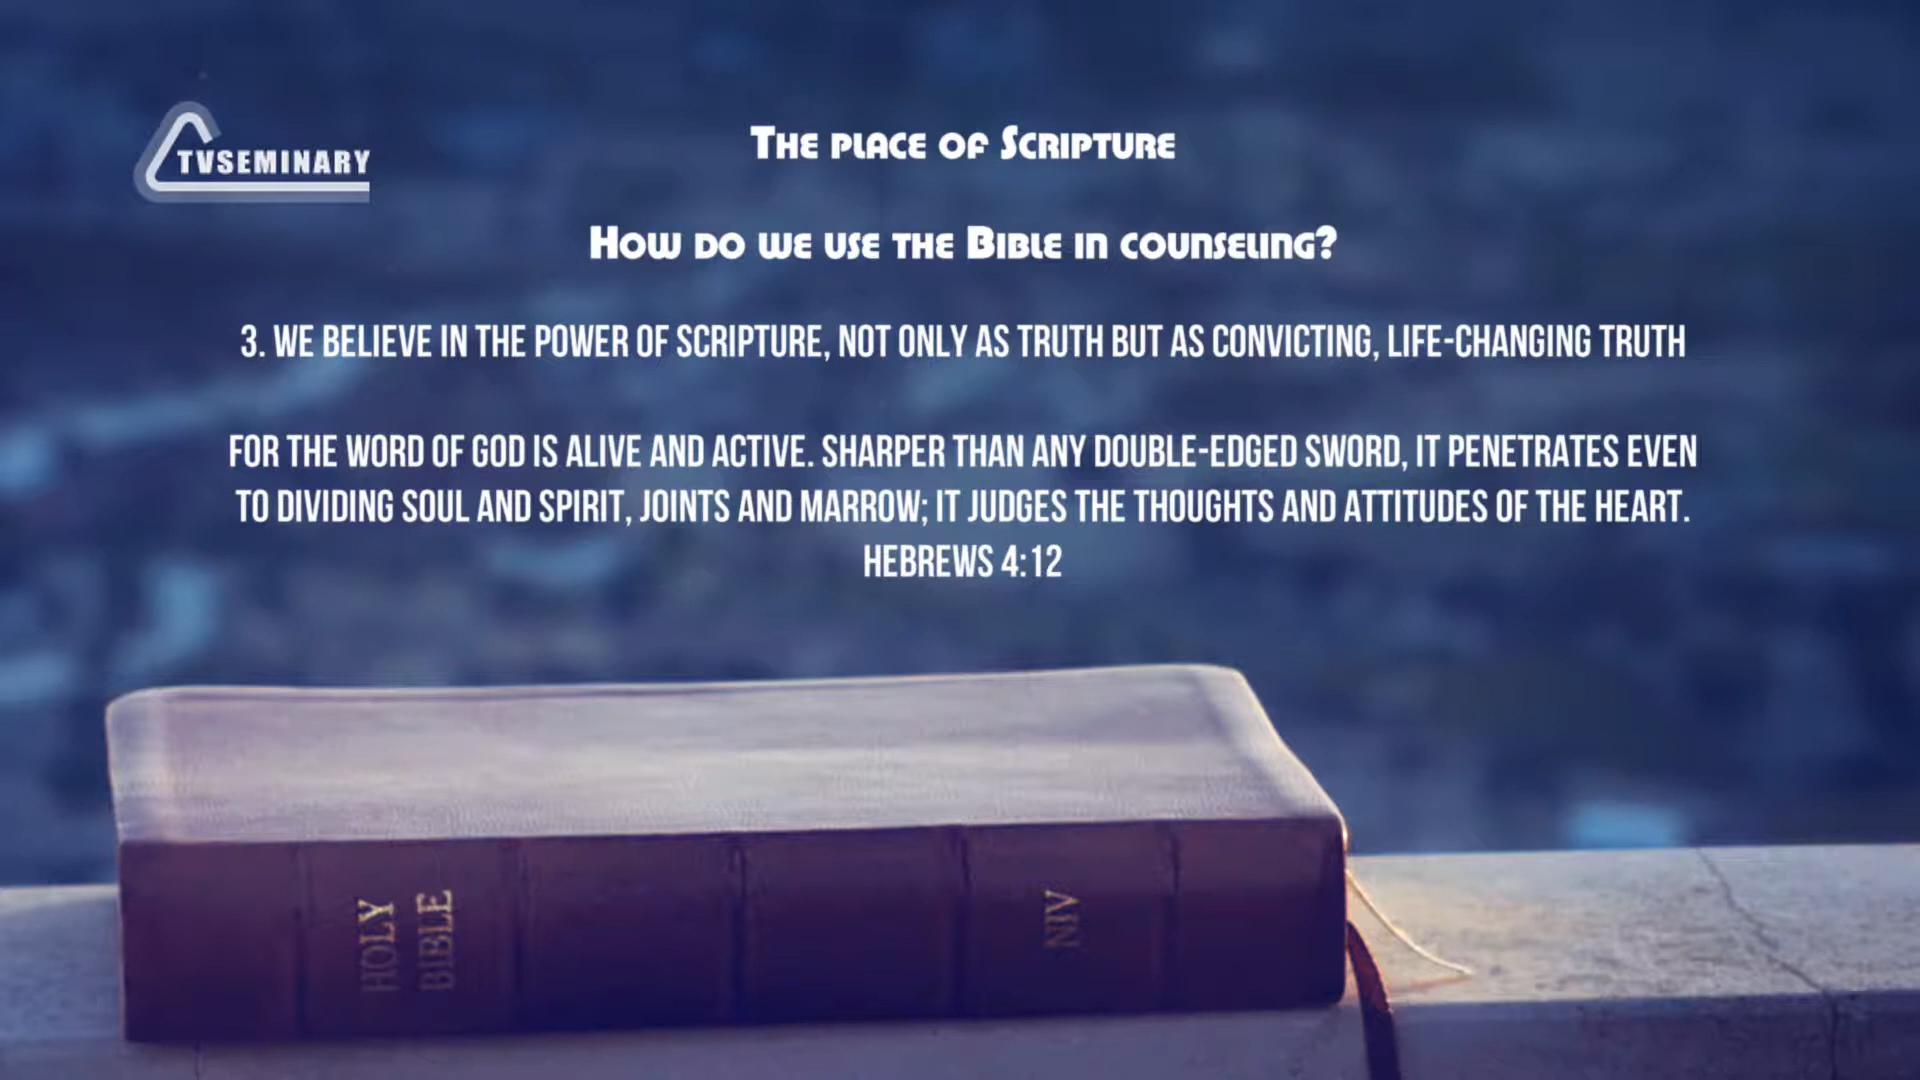 TVSEMINARY
The place of Scripture
How do we use the Bible in counseling?
3. WE BELIEVE IN THE POWER OF SCRIPTURE, NOT ONLY AS TRUTH BUT AS CONVICTING, LIFE-CHANGING TRUTH
FOR THE WORD OF GOD IS ALIVE AND ACTIVE. SHARPER THAN ANY DOUBLE-EDGED SWORD, IT PENETRATES EVEN
TO DIVIDING SOUL AND SPIRIT, JOINTS AND MARROW; IT JUDGES THE THOUGHTS AND ATTITUDES OF THE HEART.
HEBREWS 4:12
HOLY
BIBLE
NIV